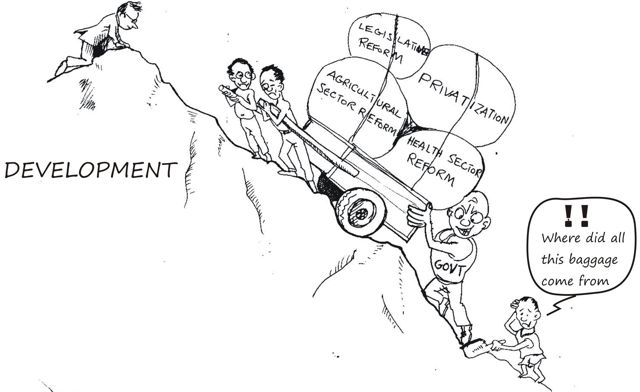 LEGISLATIVE
REFORM
PRIVATIZATION
AGRICULTURAL
SECTOR REFORM
HEALTH SECTOR
REFORM
DEVELOPMENT
GOVT
!!
Where did all
this baggage
come from